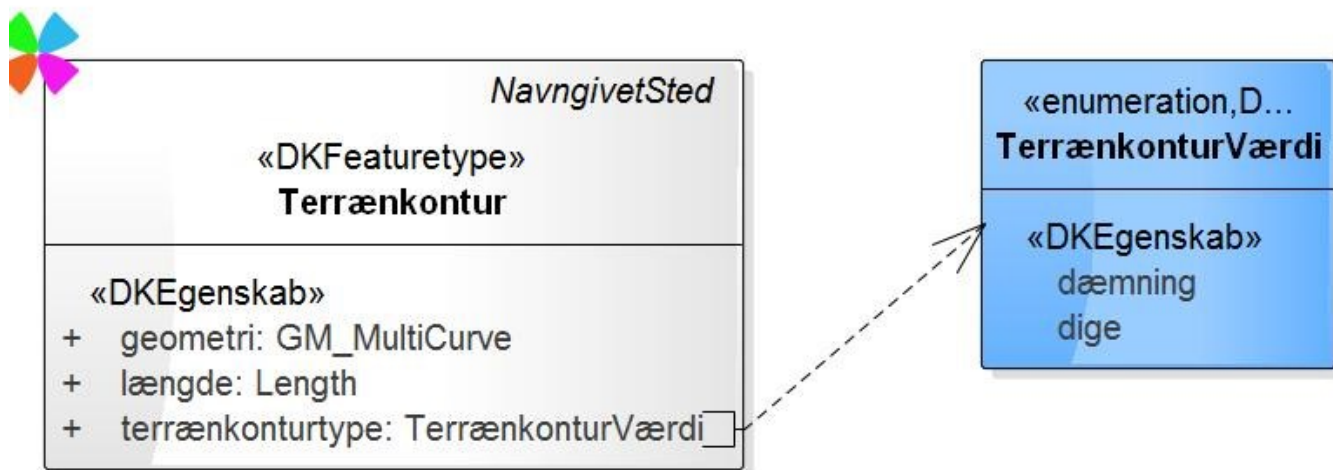 NavngivetSted
«DKFeaturetype»
Terrænkontur
«DKEgenskab»
+ geometri: GM_MultiCurve
+ længde: Length
+ terrænkonturtype: TerrænkonturVærdi
«enumeration,D...
TerrænkonturVærdi
«DKEgenskab»
dæmning
dige